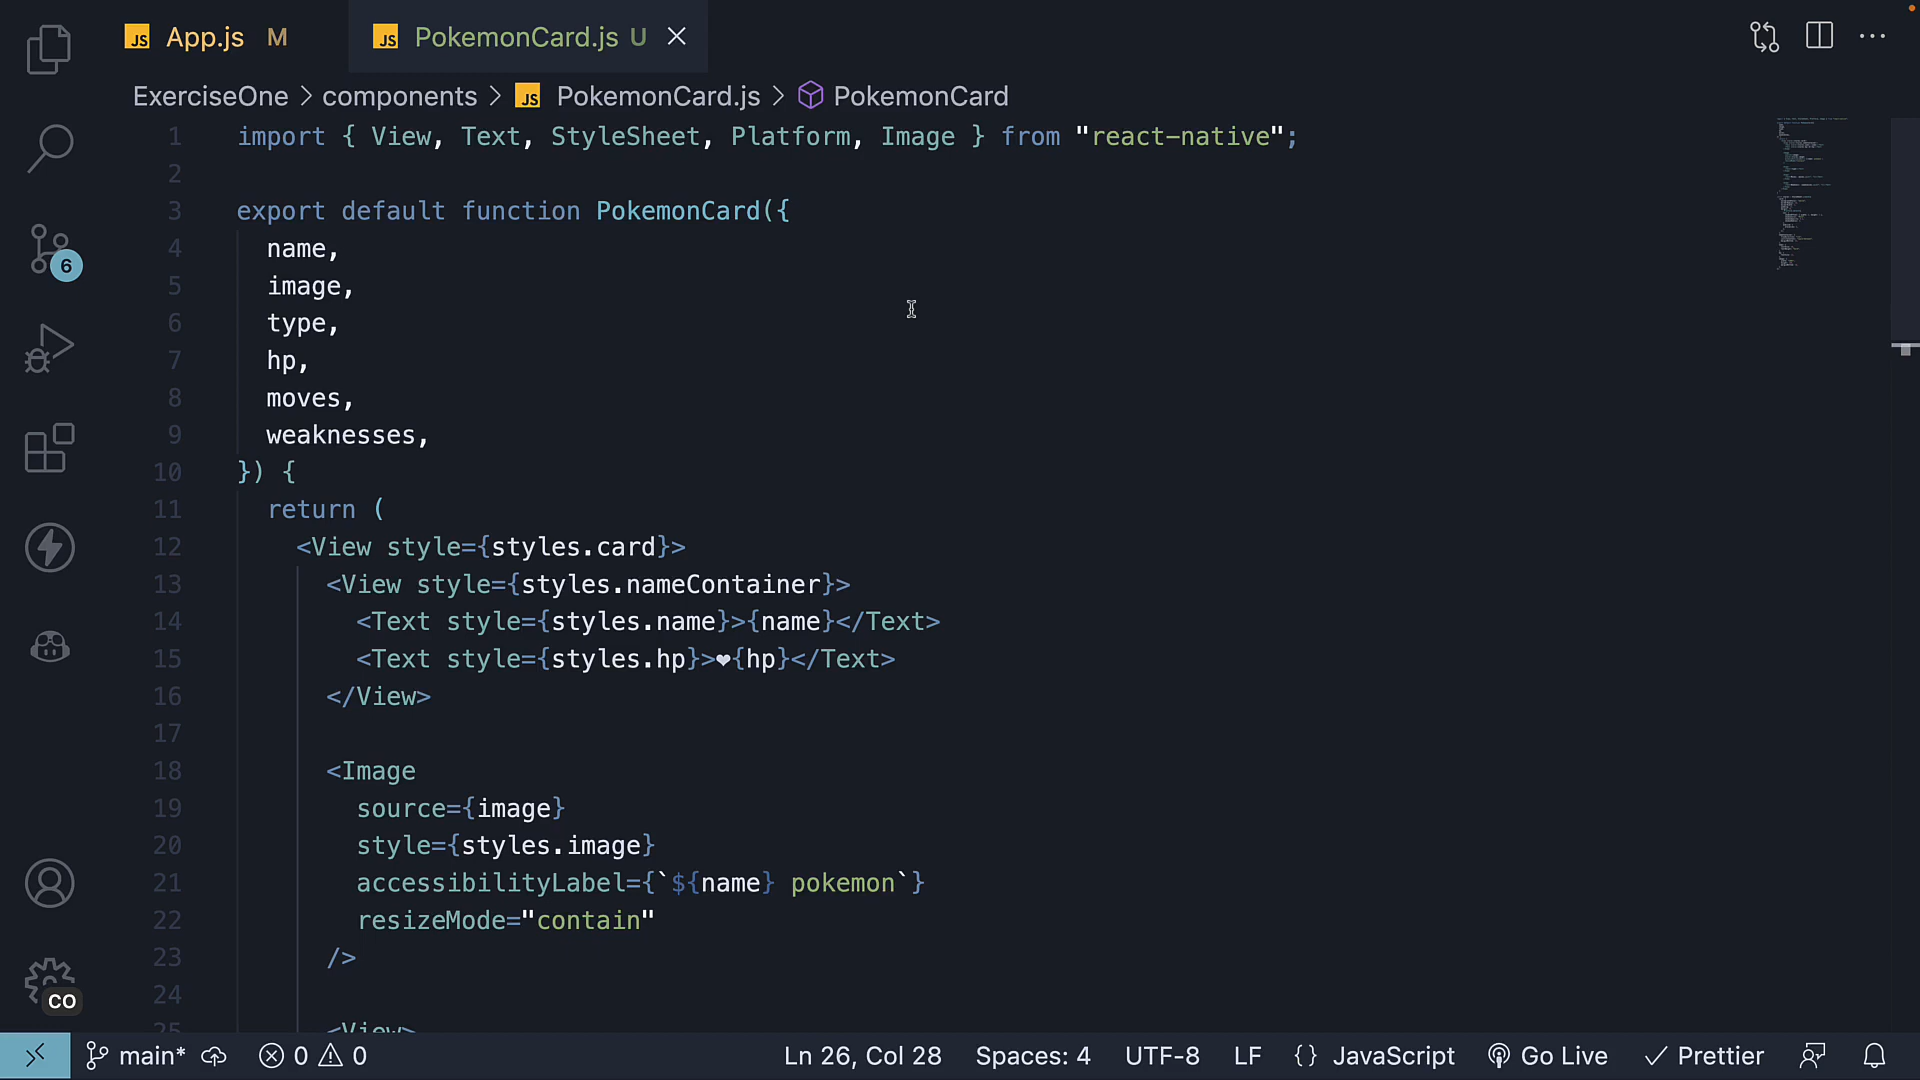 JS App.js M
JS PokemonCard.js U
ExerciseOne > components > JS PokemonCard.js > PokemonCard
1 import { View, Text, StyleSheet, Platform, Image } from "react-native";
2
3 export default function PokemonCard({
4 name,
5 image,
6 type,
7 hp,
8 moves,
9 weaknesses,
10 }) {
11 return (
12 <View style={styles.card}>
13 <View style={styles.nameContainer}>
14 <Text style={styles.name}>{name}</Text>
15 <Text style={styles.hp}>❤{hp}</Text>
16 </View>
17
18 <Image
19 source={image}
20 style={styles.image}
21 accessibilityLabel={`${name} pokemon`}
22 resizeMode="contain"
23 />
24
25 <View>
6
CO
main* 0 0 Ln 26, Col 28 Spaces: 4 UTF-8 LF {} JavaScript Go Live Prettier